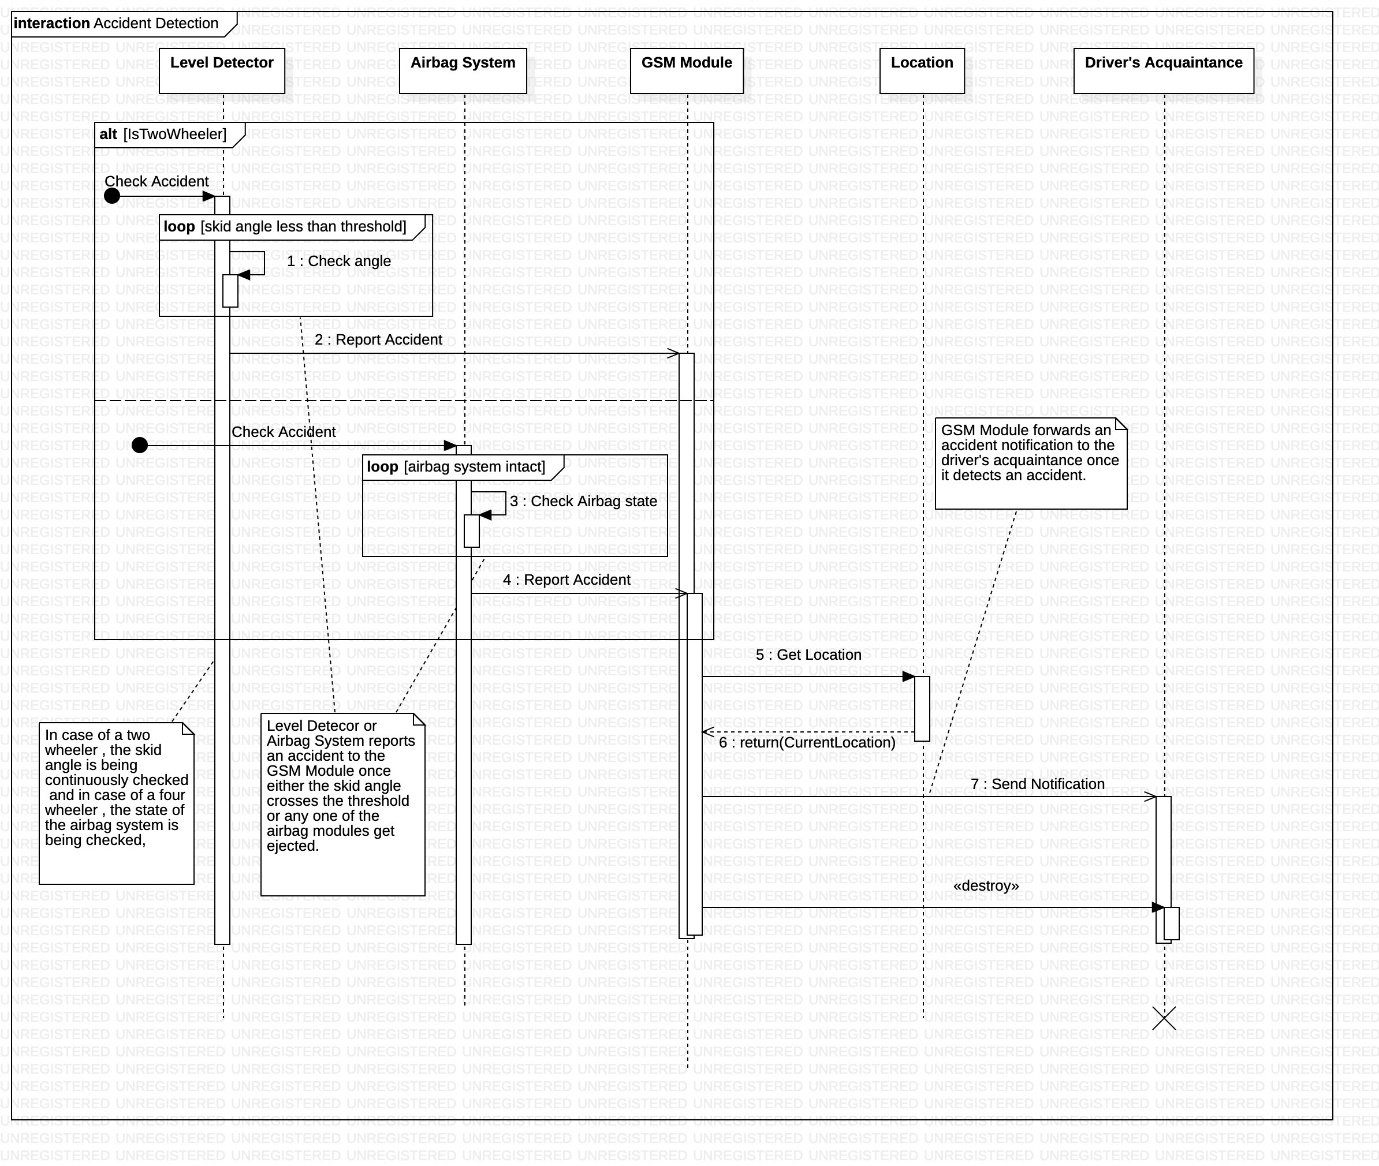 interaction Accident Detection
Level Detector
Airbag System
GSM Module
Location
Driver's Acquaintance
alt [IsTwoWheeler]
Check Accident
loop [skid angle less than threshold]
1 : Check angle
2 : Report Accident
Check Accident
loop [airbag system intact]
3 : Check Airbag state
4 : Report Accident
GSM Module forwards an
accident notification to the
driver's acquaintance once
it detects an accident.
5 : Get Location
6 : return(CurrentLocation)
7 : Send Notification
«destroy»
In case of a two
wheeler , the skid
angle is being
continuously checked
and in case of a four
wheeler , the state of
the airbag system is
being checked,
Level Detecor or
Airbag System reports
an accident to the
GSM Module once
either the skid angle
crosses the threshold
or any one of the
airbag modules get
ejected.
UNREGISTERED